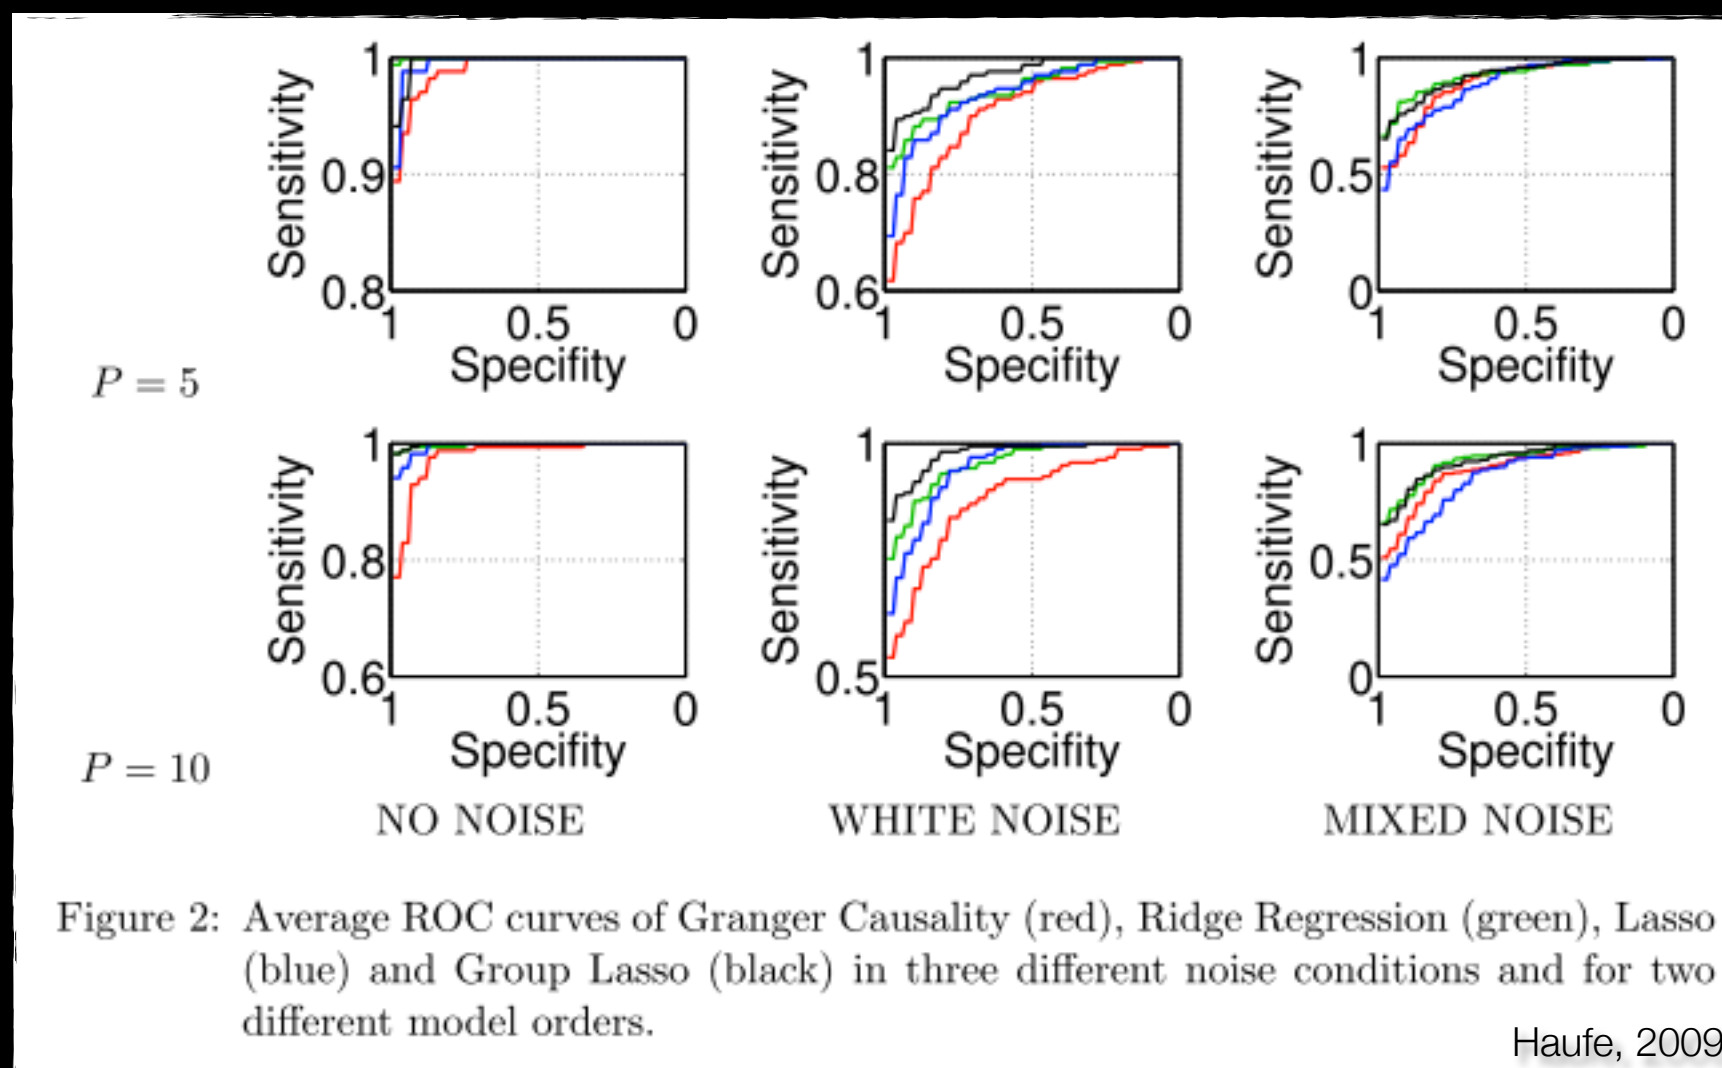 1
Sensitivity
0.9
0.8
1 0.5 0
Specifity
1
Sensitivity
0.8
0.6
1 0.5 0
Specifity
1
Sensitivity
0.5
0
1 0.5 0
Specifity
P = 5
1
Sensitivity
0.8
0.6
1 0.5 0
Specifity
1
Sensitivity
0.5
1 0.5 0
Specifity
1
Sensitivity
0.5
0
1 0.5 0
Specifity
P = 10
NO NOISE
WHITE NOISE
MIXED NOISE
Figure 2: Average ROC curves of Granger Causality (red), Ridge Regression (green), Lasso
(blue) and Group Lasso (black) in three different noise conditions and for two
different model orders.
Haufe, 2009